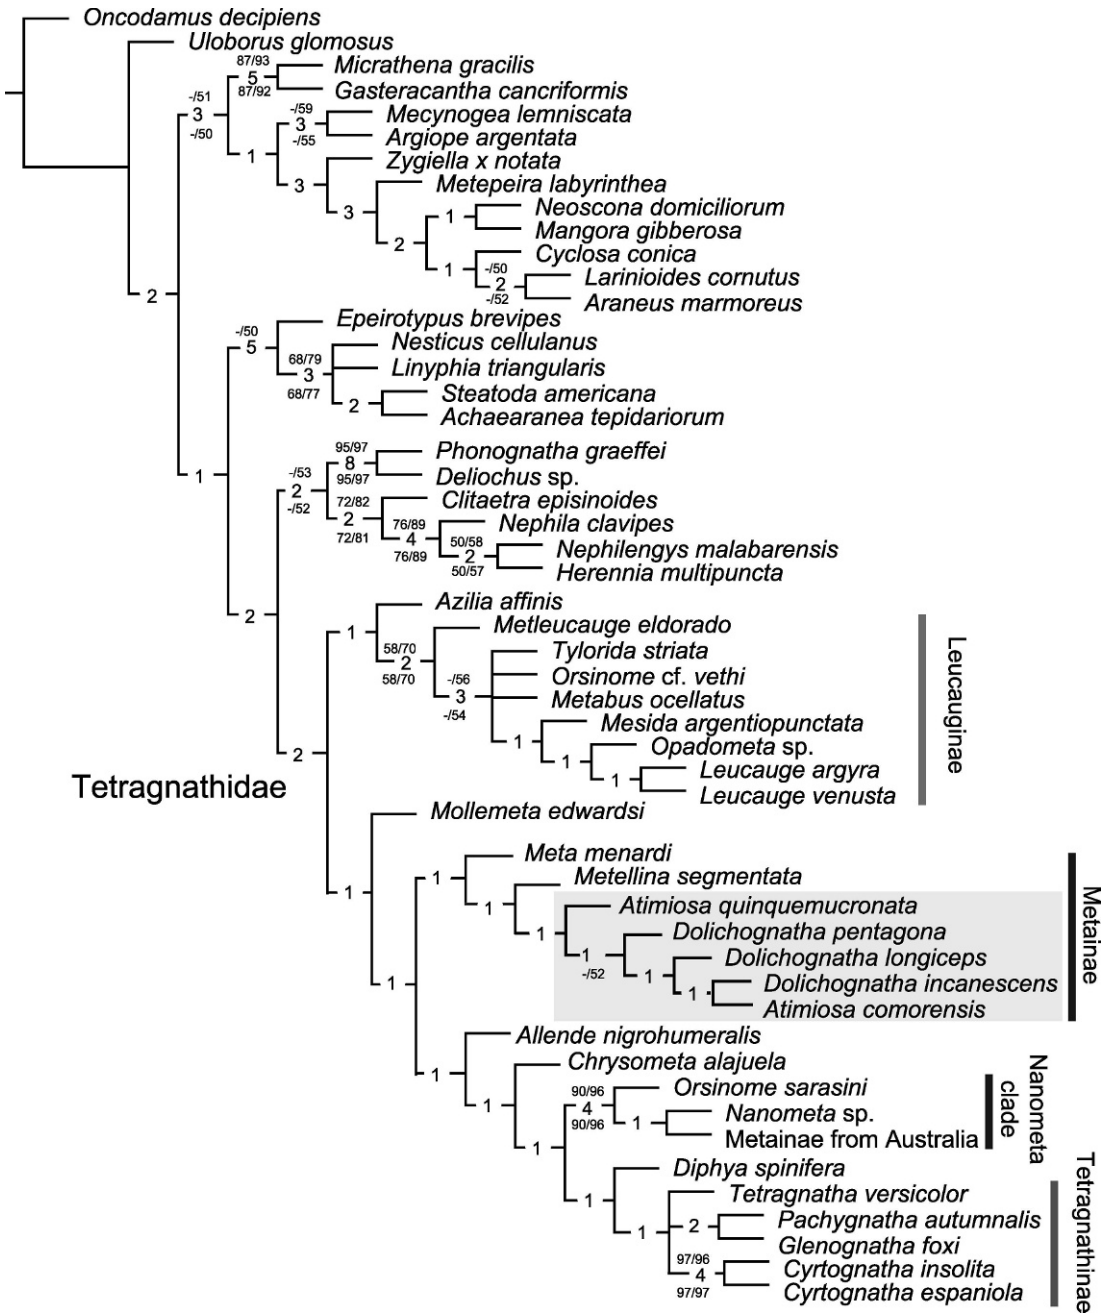 Oncodamus decipiens
Uloborus glomosus
87/93
Micrathena gracilis
5
87/92
Gasteracantha cancriformis
-/51
3
-/50
-/59
Mecynogea lemniscata
3
-/55
Argiope argentata
1
Zygiella x notata
3
Metepeira labyrinthea
3
Neoscona domiciliorum
1
Mangora gibberosa
2
Cyclosa conica
1
-/50
2
-/52
Larinioides cornutus
Araneus marmoreus
2
Epeirotypus brevipes
-/50
5
Nesticus cellulanus
68/79
3
68/77
Linyphia triangularis
Steatoda americana
2
Achaearanea tepidariorum
1
95/97
Phonognatha graeffei
8
95/97
Deliochus sp.
-/53
2
-/52
72/82
2
72/81
Clitaetra episinoides
76/89
4
76/89
Nephila clavipes
50/58
2
50/57
Nephilengys malabarensis
Herennia multipuncta
2
Azilia affinis
1
Metleucauge eldorado
58/70
2
58/70
Tylorida striata
-/56
3
-/54
Orsinome cf. vethi
Metabus ocellatus
Mesida argentiopunctata
1
Opadometa sp.
1
Leucauge argyra
1
Leucauge venusta
Leucauginae
2
Tetragnathidae
Mollemeta edwardsi
1
Meta menardi
1
Metellina segmentata
1
Atimiosa quinquemucronata
1
Dolichognatha pentagona
1
-/52
Dolichognatha longiceps
1
Dolichognatha incanescens
1
Atimiosa comorensis
Metainae
1
Allende nigrohumeralis
1
Chrysometa alajuela
1
90/96
4
90/96
Orsinome sarasini
Nanometa sp.
1
Metainae from Australia
Nanometa
clade
1
Diphya spinifera
1
Tetragnatha versicolor
1
Pachygnatha autumnalis
2
Glenognatha foxi
97/96
4
97/97
Cyrtognatha insolita
Cyrtognatha espaniola
Tetragnathinae